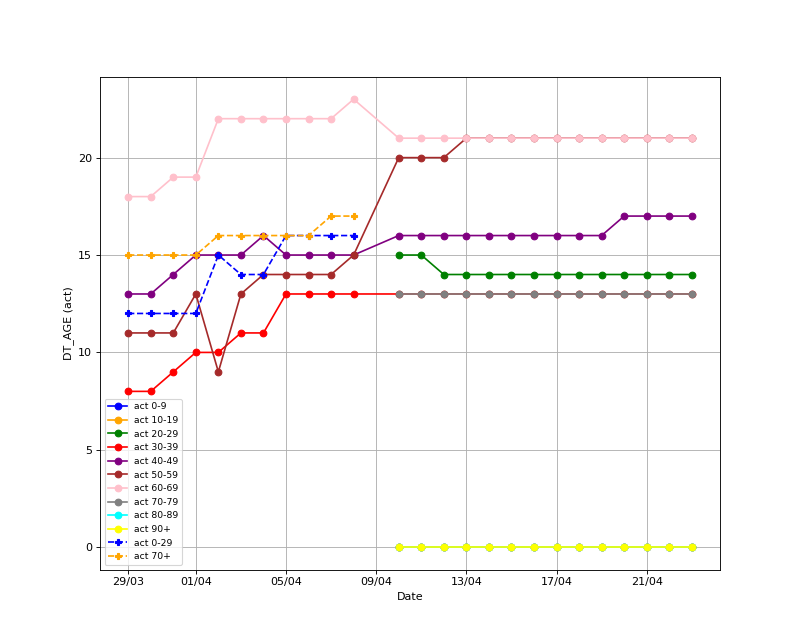 20
15
10
5
0
DT_AGE (act)
act 0-9
act 10-19
act 20-29
act 30-39
act 40-49
act 50-59
act 60-69
act 70-79
act 80-89
act 90+
act 0-29
act 70+
29/03 01/04 05/04 09/04 13/04 17/04 21/04
Date